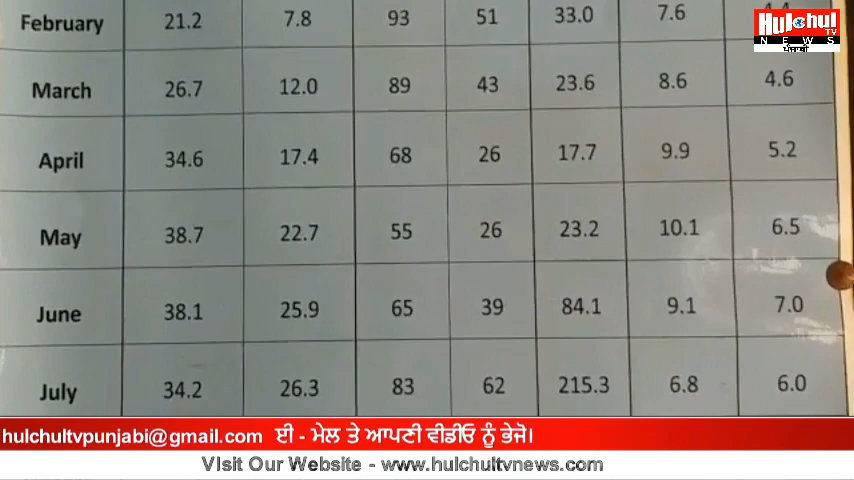 February 21.2 7.8 93 51 33.0 7.6 4.4
Hulchul TV
NEWS
ਪੰਜਾਬੀ
March 26.7 12.0 89 43 23.6 8.6 4.6
April 34.6 17.4 68 26 17.7 9.9 5.2
May 38.7 22.7 55 26 23.2 10.1 6.5
June 38.1 25.9 65 39 84.1 9.1 7.0
July 34.2 26.3 83 62 215.3 6.8 6.0
hulchultvpunjabi@gmail.com ਈ - ਮੇਲ ਤੇ ਆਪਣੀ ਵੀਡੀਓ ਨੂੰ ਭੇਜੋ।
VIsit Our Website - www.hulchultvnews.com